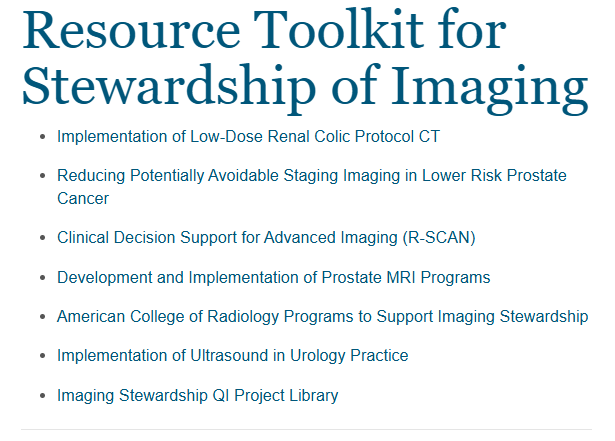 Resource Toolkit for
Stewardship of Imaging
Implementation of Low-Dose Renal Colic Protocol CT
Reducing Potentially Avoidable Staging Imaging in Lower Risk Prostate
Cancer
Clinical Decision Support for Advanced Imaging (R-SCAN)
Development and Implementation of Prostate MRI Programs
American College of Radiology Programs to Support Imaging Stewardship
Implementation of Ultrasound in Urology Practice
Imaging Stewardship QI Project Library